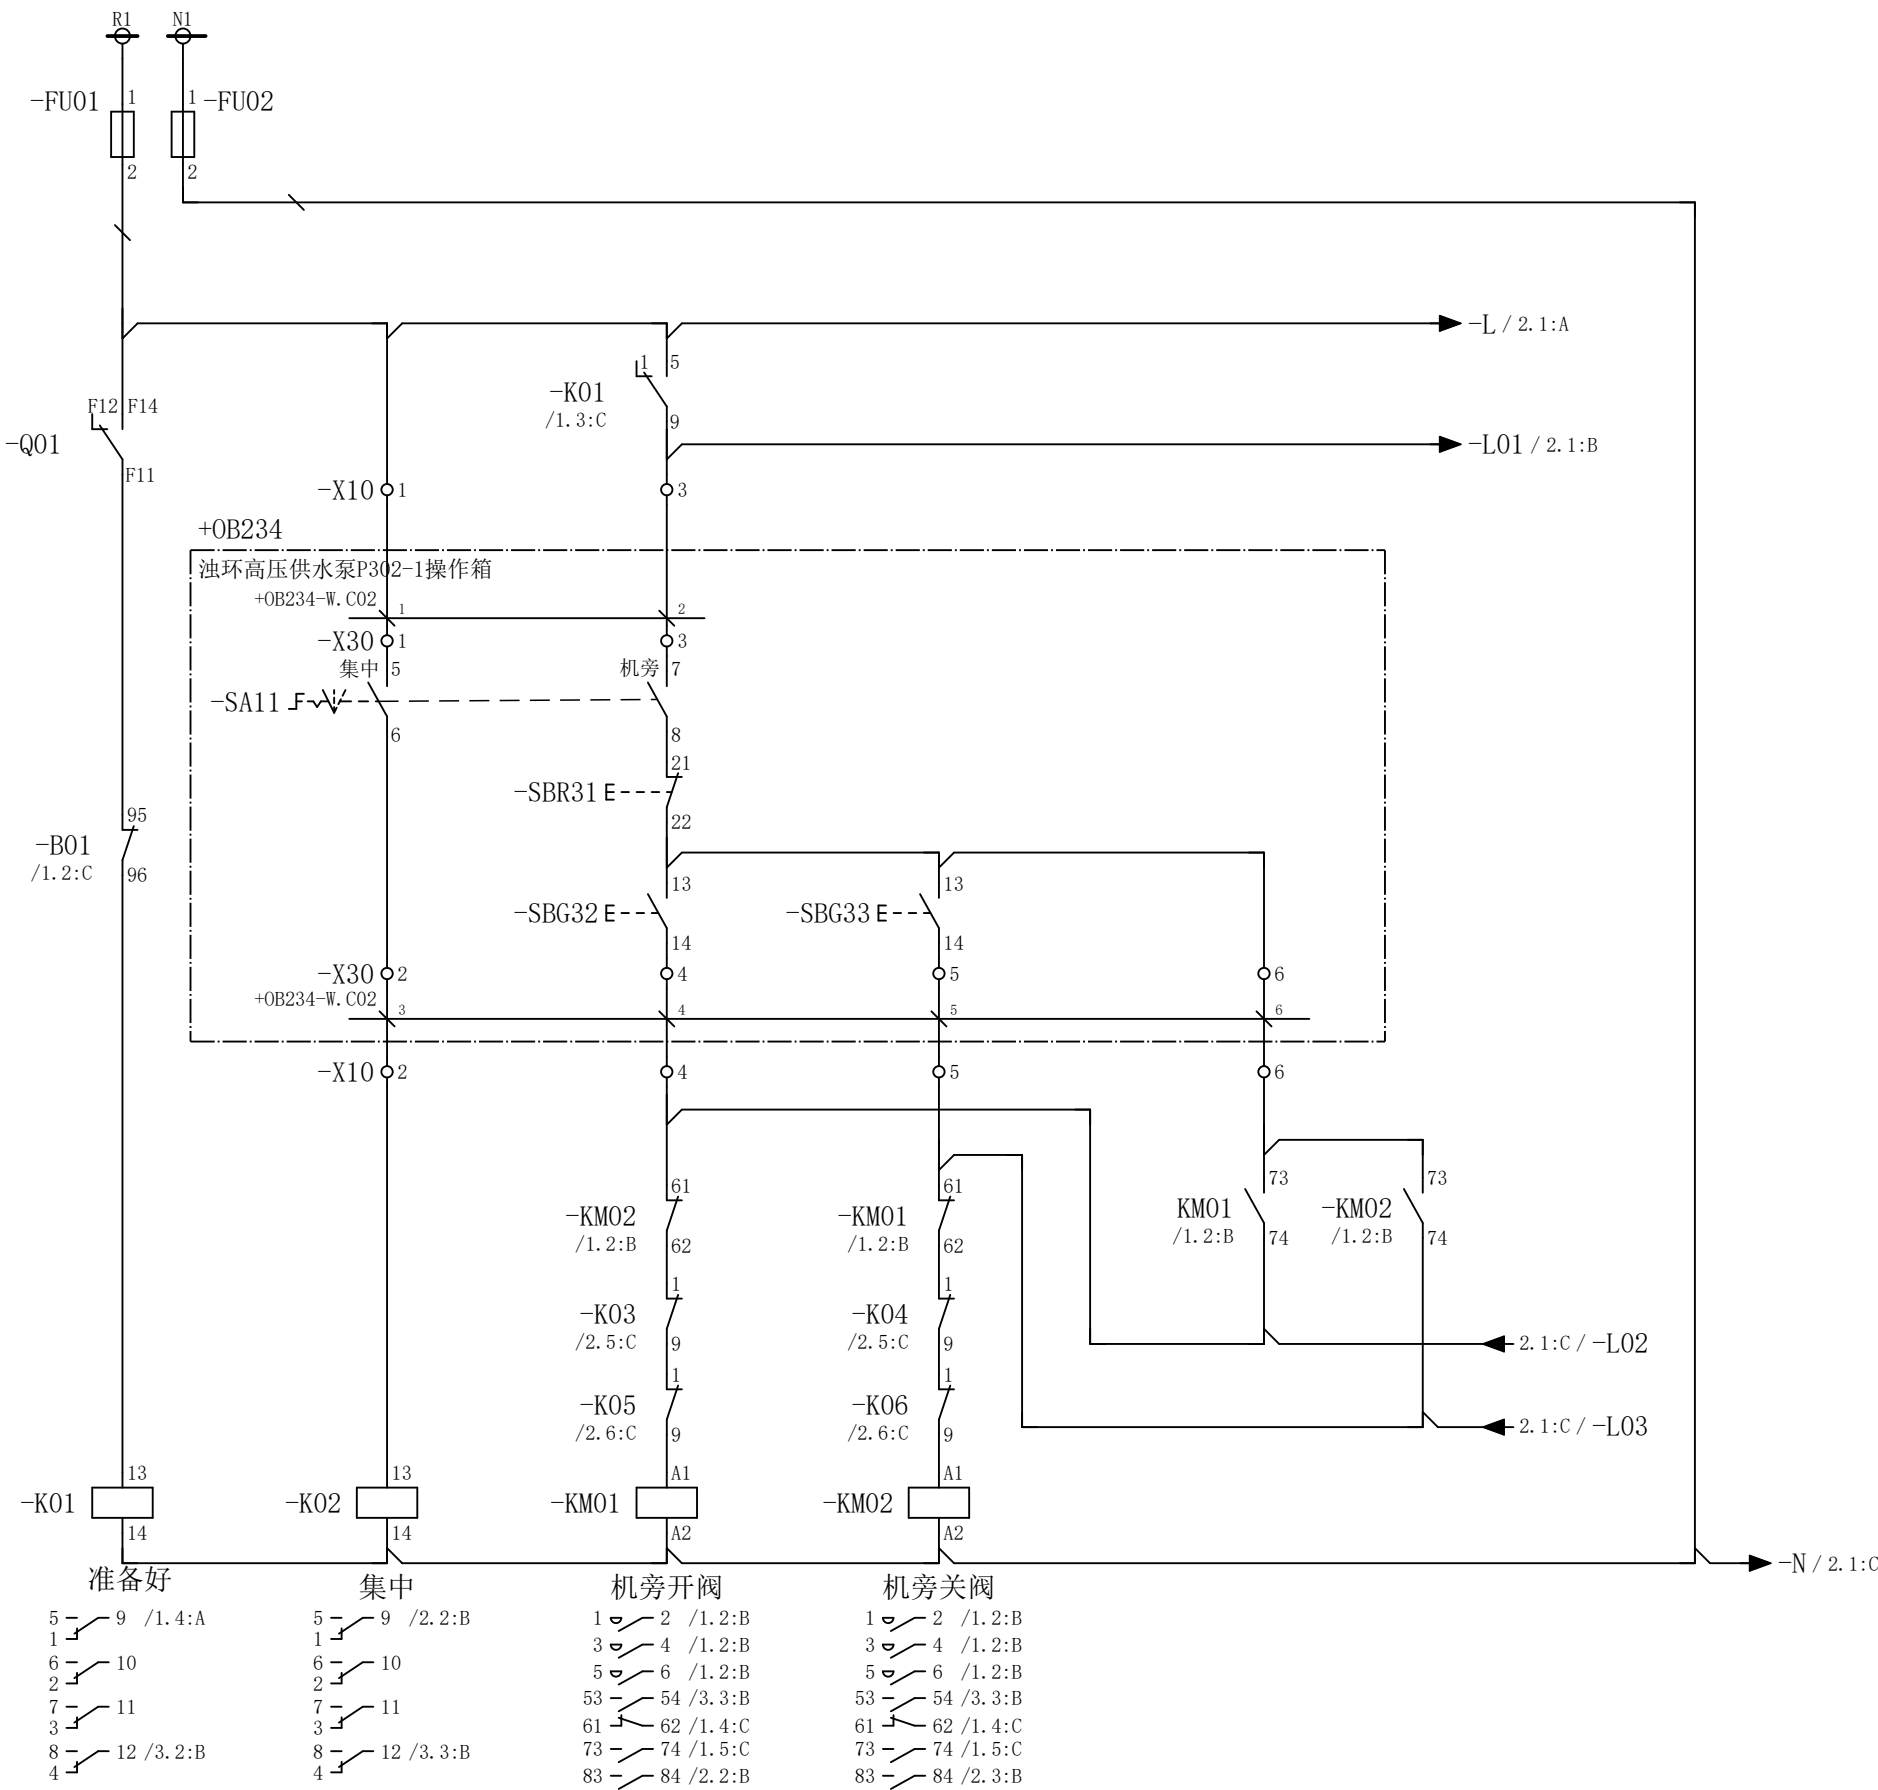 R1 N1
-FU01 1 1 -FU02
2 2
-L / 2.1:A
1 5
-K01
/1.3:C
9
F12 F14
-Q01
F11
-L01 / 2.1:B
-X10 1 3
+OB234
浊环高压供水泵P302-1操作箱
+OB234-W.C02 1 2
-X30 1 3
集中 5 机旁 7
-SA11
6 8
21
-SBR31
22
95
-B01
/1.2:C 96
13 13
-SBG32 -SBG33
14 14
-X30 2 4 5 6
+OB234-W.C02 3 4 5 6
-X10 2 4 5 6
61 61 73 73
-KM02 -KM01 KM01 -KM02
/1.2:B /1.2:B /1.2:B /1.2:B
62 62 74 74
1 1
-K03 -K04
/2.5:C /2.5:C
9 9
2.1:C / -L02
1 1
-K05 -K06
/2.6:C /2.6:C
9 9
2.1:C / -L03
13 13 A1 A1
-K01 -K02 -KM01 -KM02
14 14 A2 A2
-N / 2.1:C
准备好 集中 机旁开阀 机旁关阀
5 9 /1.4:A
1
6 10
2
7 11
3
8 12 /3.2:B
4
5 9 /2.2:B
1
6 10
2
7 11
3
8 12 /3.3:B
4
1 2 /1.2:B
3 4 /1.2:B
5 6 /1.2:B
53 54 /3.3:B
61 62 /1.4:C
73 74 /1.5:C
83 84 /2.2:B
1 2 /1.2:B
3 4 /1.2:B
5 6 /1.2:B
53 54 /3.3:B
61 62 /1.4:C
73 74 /1.5:C
83 84 /2.3:B